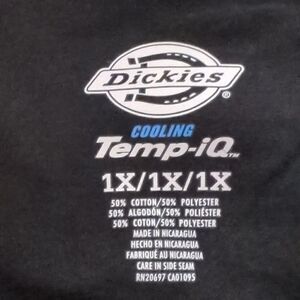 Dickies
®
COOLING
Temp-iQ™
1X/1X/1X
50% COTTON/50% POLYESTER
50% ALGODÓN/50% POLIÉSTER
50% COTON/50% POLYESTER
MADE IN NICARAGUA
HECHO EN NICARAGUA
FABRIQUÉ AU NICARAGUA
CARE IN SIDE SEAM
RN20697 CA01095